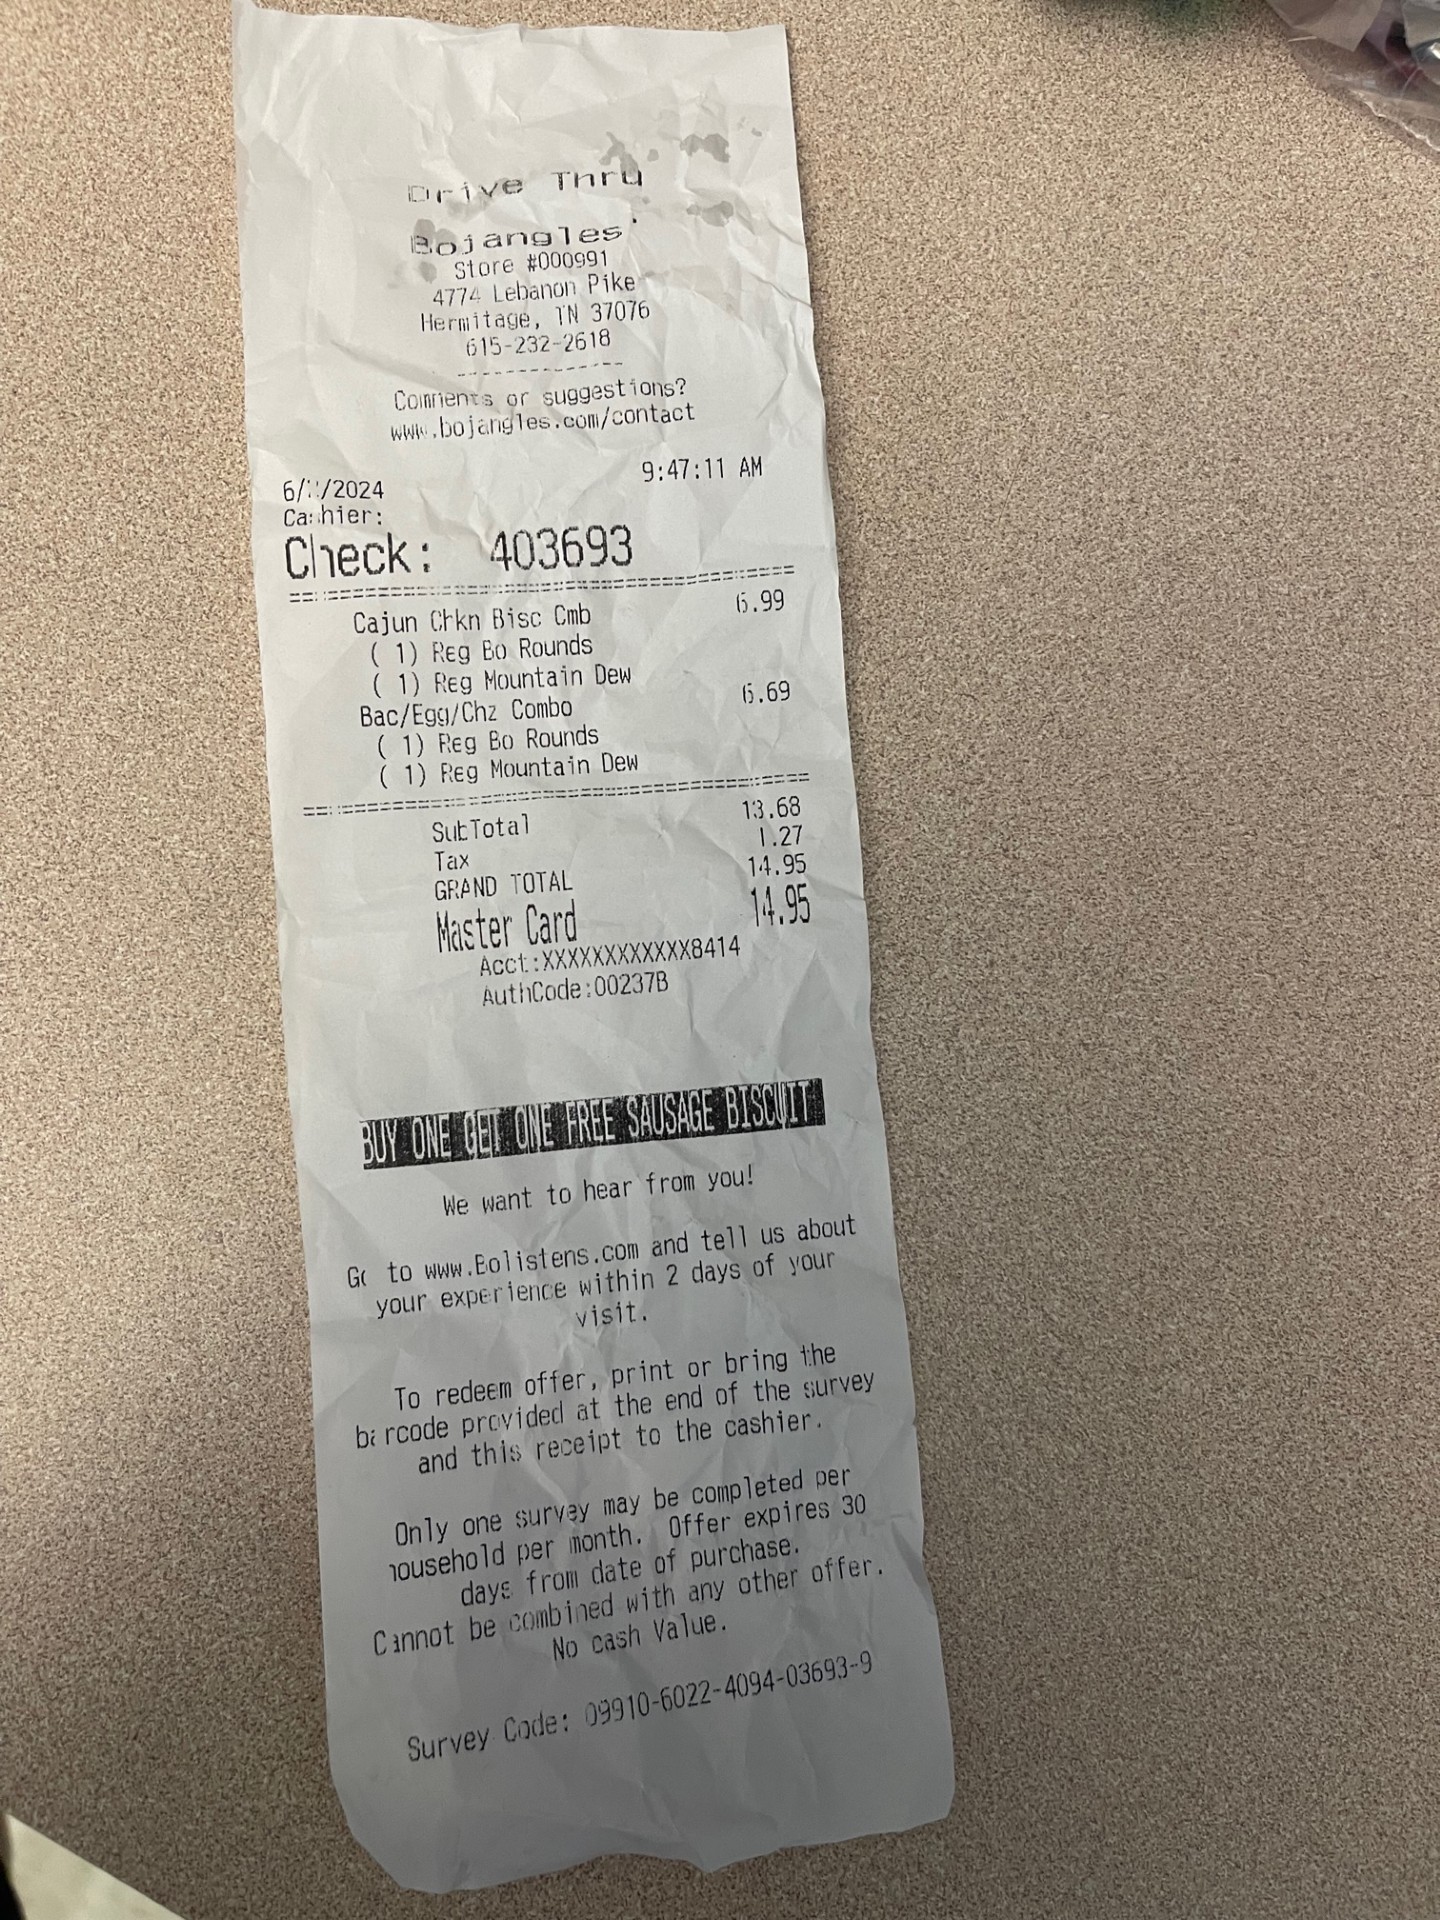 Drive Thru
Bojangles'
Store #000991
4774 Lebanon Pike
Hermitage, TN 37076
615-232-2618
-------------
Comments or suggestions?
www.bojangles.com/contact
9:47:11 AM
/2024
Cashier:
Check: 403693
Cajun Chkn Bisc Cmb 6.99
( 1) Reg Bo Rounds
( 1) Reg Mountain Dew
Bac/Egg/Chz Combo 6.69
( 1) Reg Bo Rounds
( 1) Reg Mountain Dew
SubTotal 13.68
Tax 1.27
GRAND TOTAL 14.95
Master Card 14.95
Acct:XXXXXXXXXXXX8414
AuthCode:00237B
BUY ONE GET ONE FREE SAUSAGE BISCUIT
We want to hear from you!
Go to www.Bolistens.com and tell us about
your experience within 2 days of your
visit.
To redeem offer, print or bring the
barcode provided at the end of the survey
and this receipt to the cashier.
Only one survey may be completed per
household per month. Offer expires 30
days from date of purchase.
Cannot be combined with any other offer.
No cash Value.
Survey Code: 09910-6022-4094-03693-9